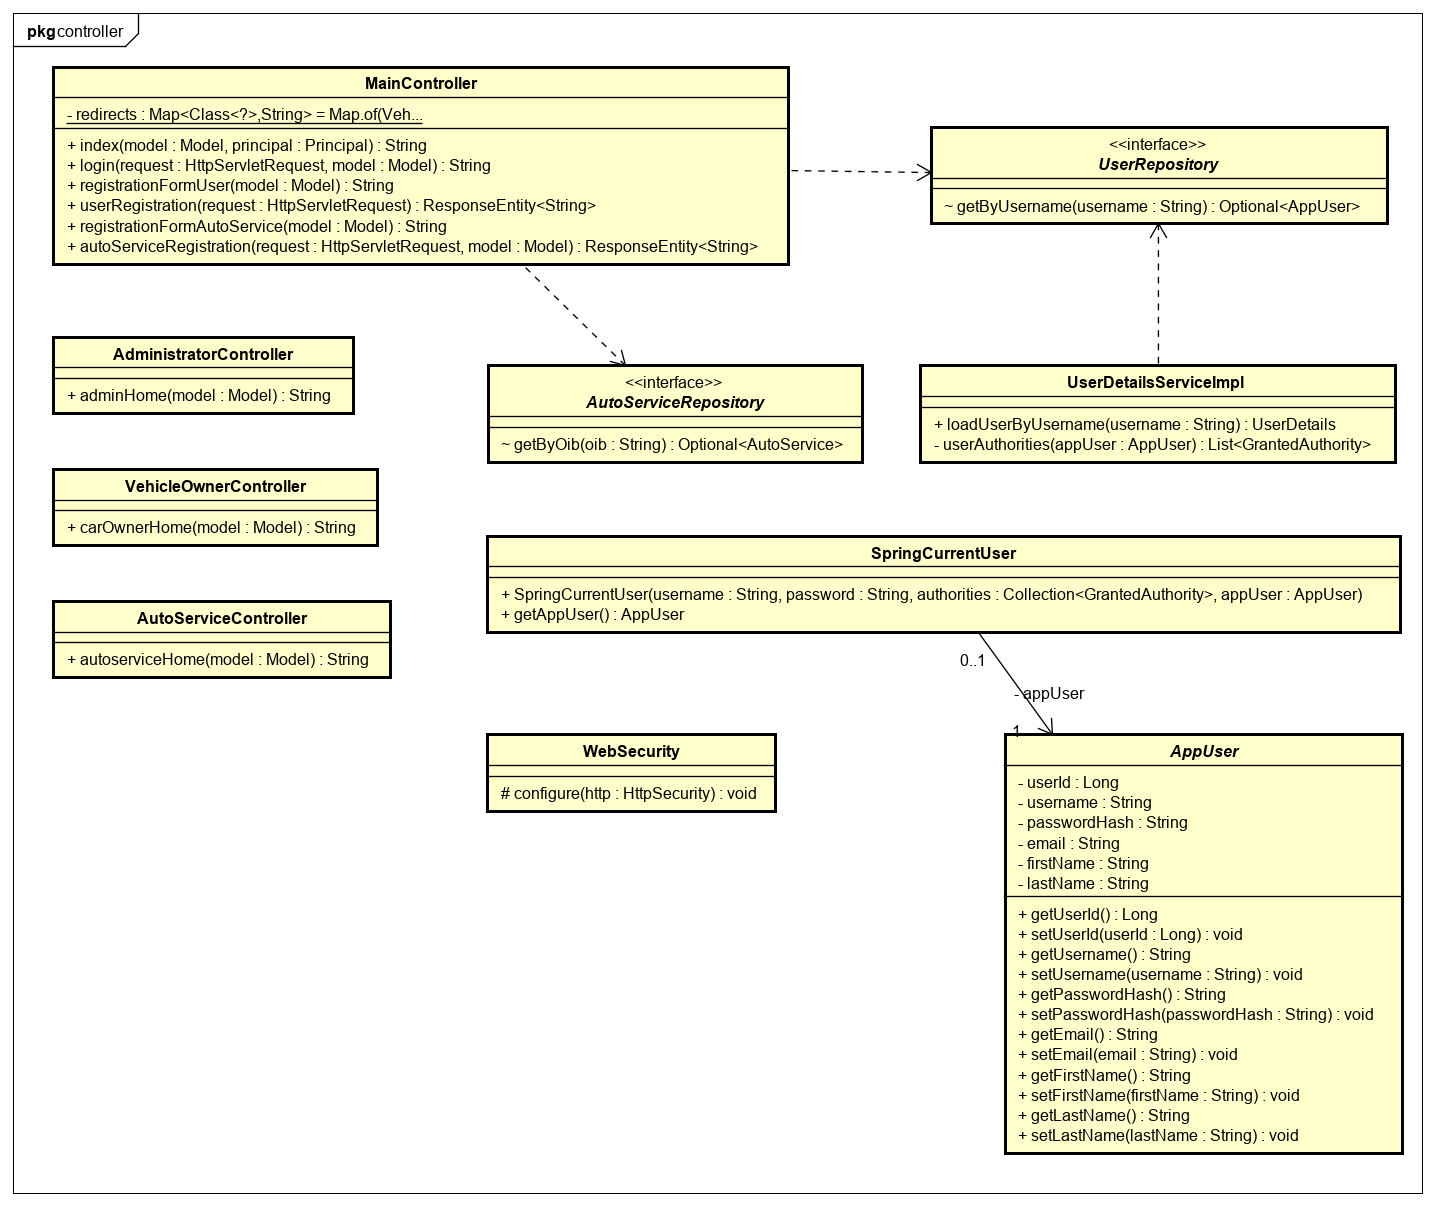 pkg controller
MainController
- redirects : Map<Class<?>,String> = Map.of(Veh...
+ index(model : Model, principal : Principal) : String
+ login(request : HttpServletRequest, model : Model) : String
+ registrationFormUser(model : Model) : String
+ userRegistration(request : HttpServletRequest) : ResponseEntity<String>
+ registrationFormAutoService(model : Model) : String
+ autoServiceRegistration(request : HttpServletRequest, model : Model) : ResponseEntity<String>
<<interface>>
UserRepository
~ getByUsername(username : String) : Optional<AppUser>
AdministratorController
+ adminHome(model : Model) : String
<<interface>>
AutoServiceRepository
~ getByOib(oib : String) : Optional<AutoService>
UserDetailsServiceImpl
+ loadUserByUsername(username : String) : UserDetails
- userAuthorities(appUser : AppUser) : List<GrantedAuthority>
VehicleOwnerController
+ carOwnerHome(model : Model) : String
SpringCurrentUser
+ SpringCurrentUser(username : String, password : String, authorities : Collection<GrantedAuthority>, appUser : AppUser)
+ getAppUser() : AppUser
AutoServiceController
+ autoserviceHome(model : Model) : String
0..1
- appUser
1
WebSecurity
# configure(http : HttpSecurity) : void
AppUser
- userId : Long
- username : String
- passwordHash : String
- email : String
- firstName : String
- lastName : String
+ getUserId() : Long
+ setUserId(userId : Long) : void
+ getUsername() : String
+ setUsername(username : String) : void
+ getPasswordHash() : String
+ setPasswordHash(passwordHash : String) : void
+ getEmail() : String
+ setEmail(email : String) : void
+ getFirstName() : String
+ setFirstName(firstName : String) : void
+ getLastName() : String
+ setLastName(lastName : String) : void